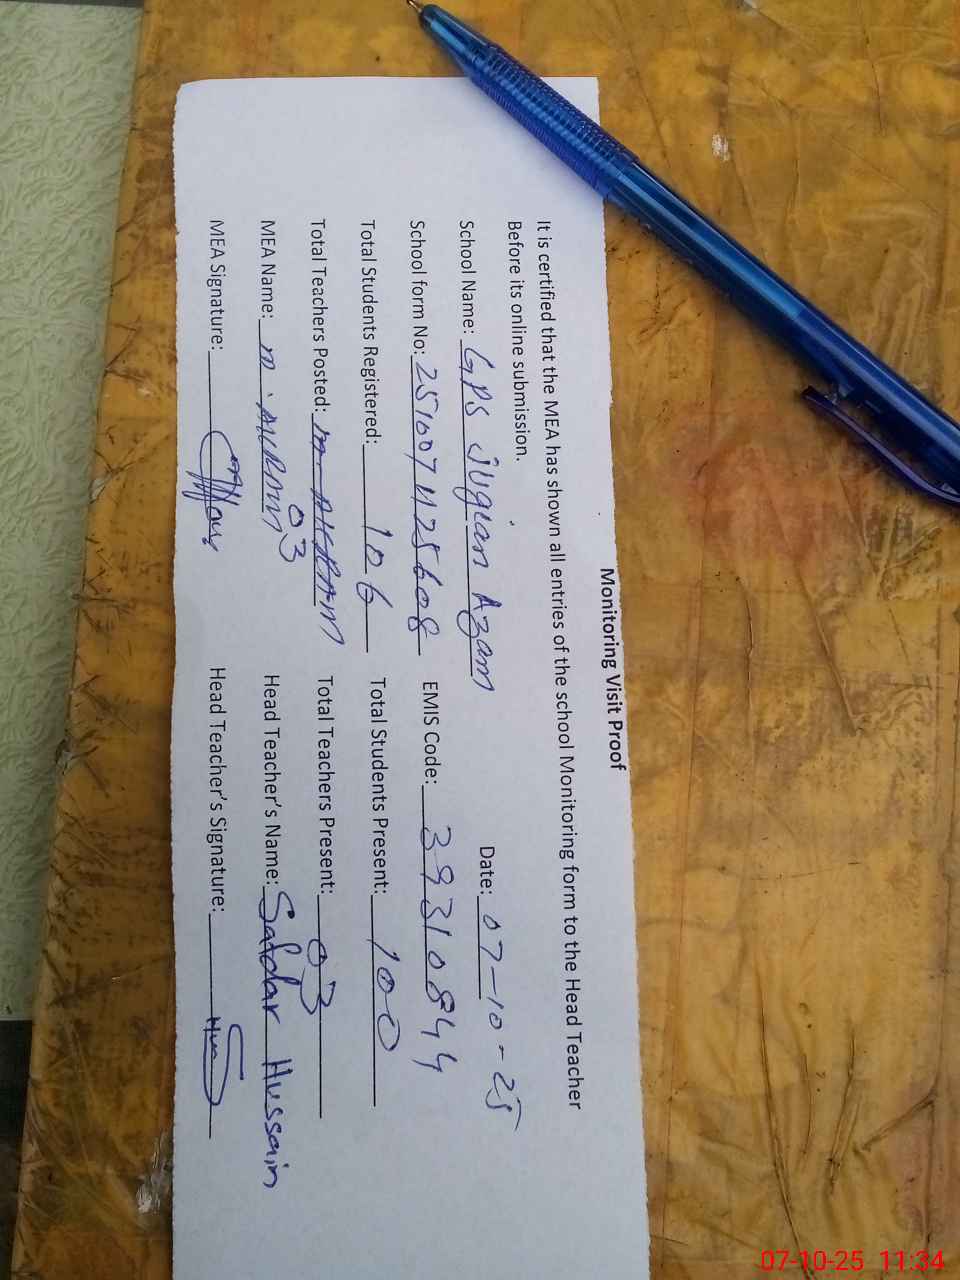 Monitoring Visit Proof
It is certified that the MEA has shown all entries of the school Monitoring form to the Head Teacher
Before its online submission.
Date: 07-10-25
School Name: GPS Jugian Azam
School form No: 2510071125608 EMIS Code: 39310844
Total Students Registered: 106 Total Students Present: 100
Total Teachers Posted: m AKRAM 03 Total Teachers Present: 03
MEA Name: m. AKRAM Head Teacher's Name: Safdar Hussain
MEA Signature: Head Teacher's Signature:
07-10-25 11:34